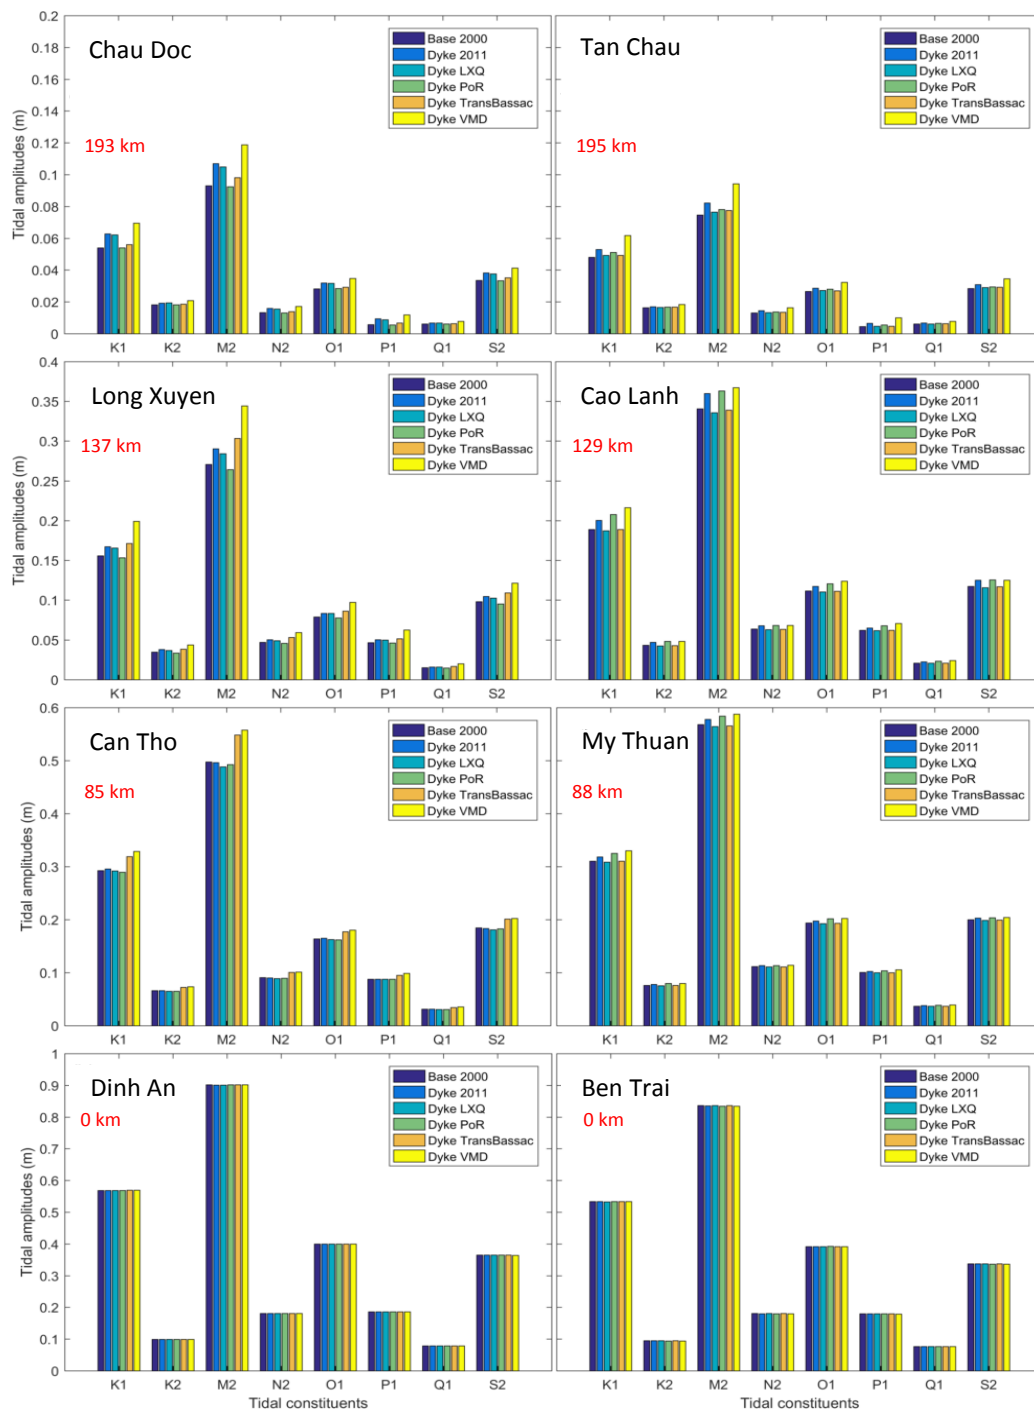 Chau Doc
193 km
Tidal amplitudes (m)
0.2
0.18
0.16
0.14
0.12
0.1
0.08
0.06
0.04
0.02
0
Base 2000
Dyke 2011
Dyke LXQ
Dyke PoR
Dyke TransBassac
Dyke VMD
K1 K2 M2 N2 O1 P1 Q1 S2
Tan Chau
195 km
Base 2000
Dyke 2011
Dyke LXQ
Dyke PoR
Dyke TransBassac
Dyke VMD
K1 K2 M2 N2 O1 P1 Q1 S2
Long Xuyen
137 km
Tidal amplitudes (m)
0.4
0.35
0.3
0.25
0.2
0.15
0.1
0.05
0
Base 2000
Dyke 2011
Dyke LXQ
Dyke PoR
Dyke TransBassac
Dyke VMD
K1 K2 M2 N2 O1 P1 Q1 S2
Cao Lanh
129 km
Base 2000
Dyke 2011
Dyke LXQ
Dyke PoR
Dyke TransBassac
Dyke VMD
K1 K2 M2 N2 O1 P1 Q1 S2
Can Tho
85 km
Tidal amplitudes (m)
0.6
0.5
0.4
0.3
0.2
0.1
0
Base 2000
Dyke 2011
Dyke LXQ
Dyke PoR
Dyke TransBassac
Dyke VMD
K1 K2 M2 N2 O1 P1 Q1 S2
My Thuan
88 km
Base 2000
Dyke 2011
Dyke LXQ
Dyke PoR
Dyke TransBassac
Dyke VMD
K1 K2 M2 N2 O1 P1 Q1 S2
Dinh An
0 km
Tidal amplitudes (m)
1
0.9
0.8
0.7
0.6
0.5
0.4
0.3
0.2
0.1
0
Base 2000
Dyke 2011
Dyke LXQ
Dyke PoR
Dyke TransBassac
Dyke VMD
K1 K2 M2 N2 O1 P1 Q1 S2
Tidal constituents
Ben Trai
0 km
Base 2000
Dyke 2011
Dyke LXQ
Dyke PoR
Dyke TransBassac
Dyke VMD
K1 K2 M2 N2 O1 P1 Q1 S2
Tidal constituents